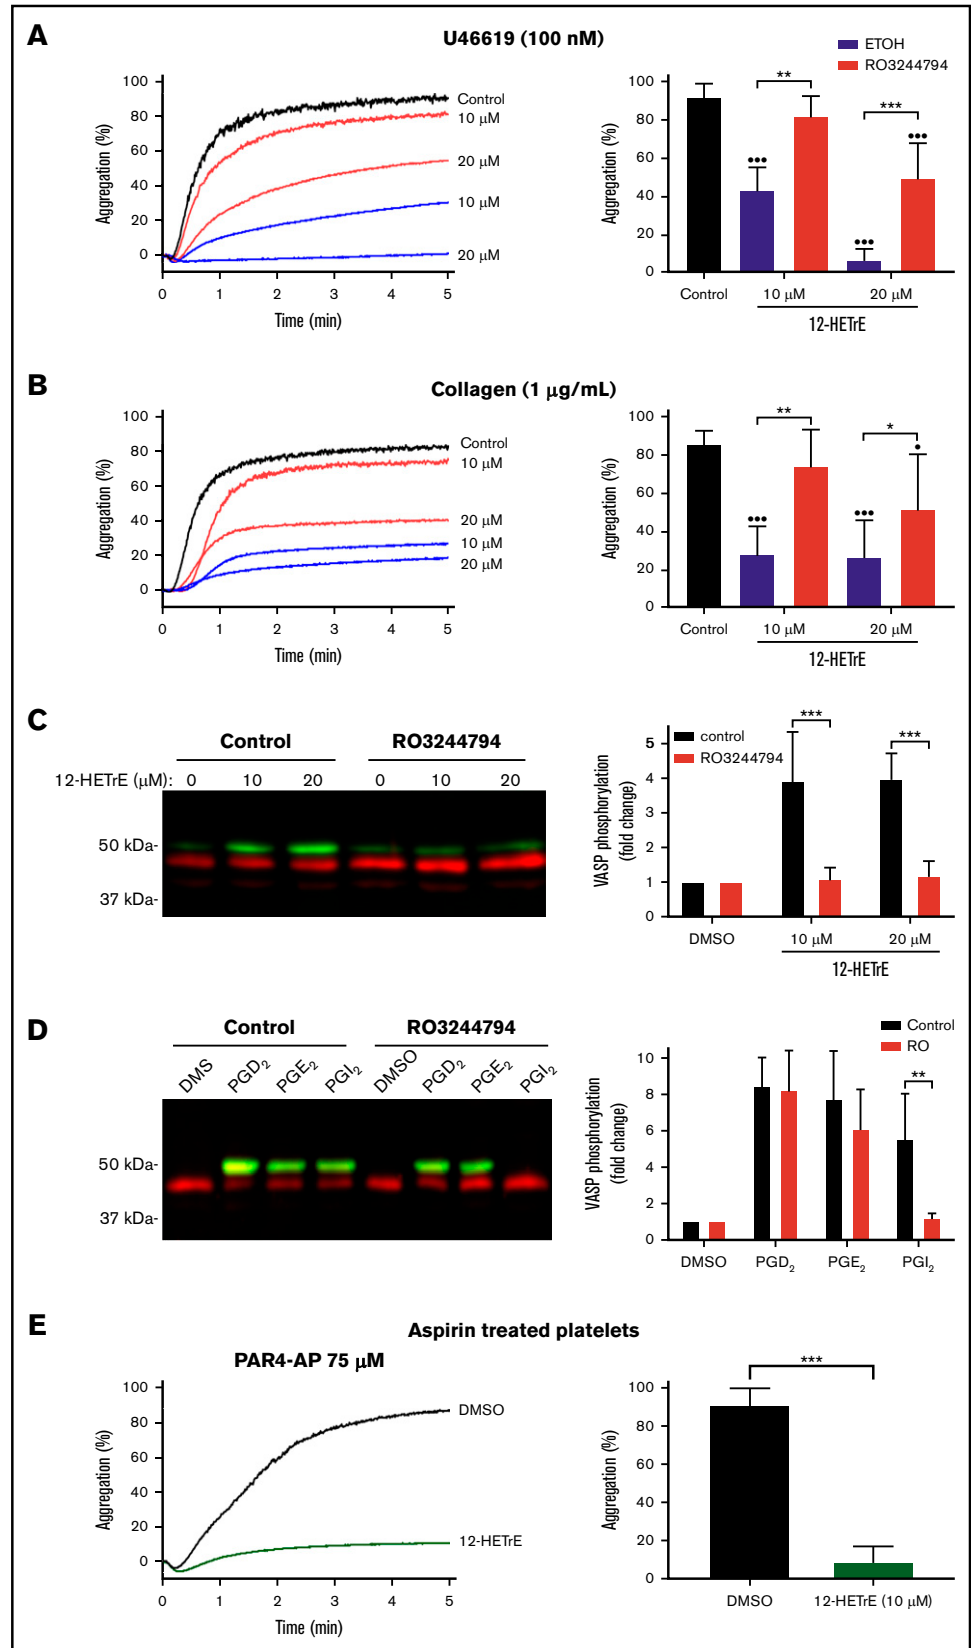 A
U46619 (100 nM)
ETOH
RO3244794
Aggregation (%)
100
80
60
40
20
0
Control
10 μM
20 μM
10 μM
20 μM
0 1 2 3 4 5
Time (min)
Aggregation (%)
100
80
60
40
20
0
** ***
••• ••• •••
Control 10 μM 20 μM
12-HETrE
B
Collagen (1 μg/mL)
Aggregation (%)
100
80
60
40
20
0
Control
10 μM
20 μM
10 μM
20 μM
0 1 2 3 4 5
Time (min)
Aggregation (%)
100
80
60
40
20
0
** *
••• ••• •
Control 10 μM 20 μM
12-HETrE
C
Control RO3244794
12-HETrE (μM): 0 10 20 0 10 20
50 kDa-
37 kDa-
VASP phosphorylation
(fold change)
5
4
3
2
1
0
control
RO3244794
*** ***
DMSO 10 μM 20 μM
12-HETrE
D
Control RO3244794
DMS PGD2 PGE2 PGI2 DMSO PGD2 PGE2 PGI2
50 kDa-
37 kDa-
Control
RO
VASP phosphorylation
(fold change)
10
8
6
4
2
0
**
DMSO PGD2 PGE2 PGI2
E
Aspirin treated platelets
PAR4-AP 75 μM
Aggregation (%)
100
80
60
40
20
0
DMSO
12-HETrE
0 1 2 3 4 5
Time (min)
Aggregation (%)
100
80
60
40
20
0
***
DMSO 12-HETrE (10 μM)